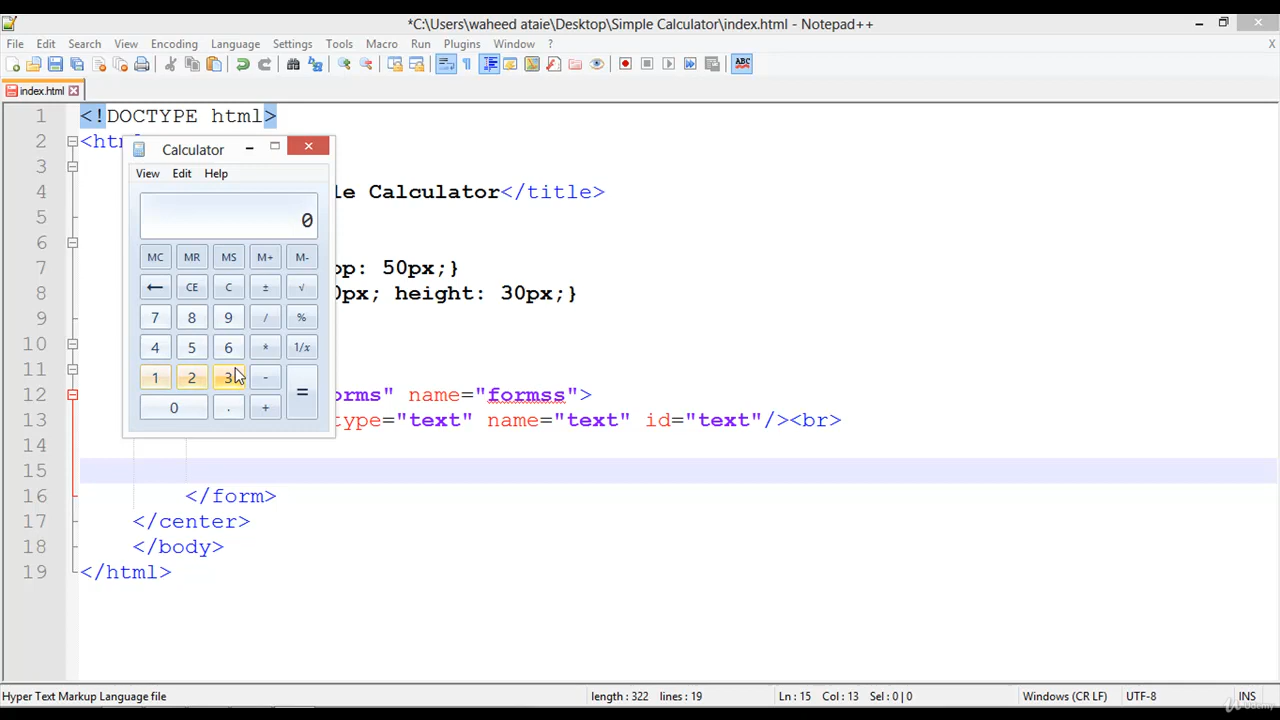 *C:\Users\waheed ataie\Desktop\Simple Calculator\index.html - Notepad++
File Edit Search View Encoding Language Settings Tools Macro Run Plugins Window ? X
ABC
index.html
1 <!DOCTYPE html>
2 <html
3
4 le Calculator</title>
5
6
7 op: 50px;}
8 0px; height: 30px;}
9
10
11
12 orms" name="formss">
13 type="text" name="text" id="text"/><br>
14
15
16 </form>
17 </center>
18 </body>
19 </html>
Calculator
View Edit Help
0
MC MR MS M+ M-
← CE C ± √
7 8 9 / %
4 5 6 * 1/x
1 2 3 - =
0 . +
Hyper Text Markup Language file length : 322 lines : 19 Ln : 15 Col : 13 Sel : 0 | 0 Windows (CR LF) UTF-8 INS
Udemy